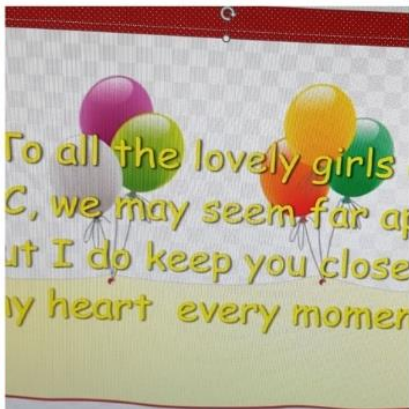 To all the lovely girls
C, we may seem far ap
ut I do keep you close
y heart every momen